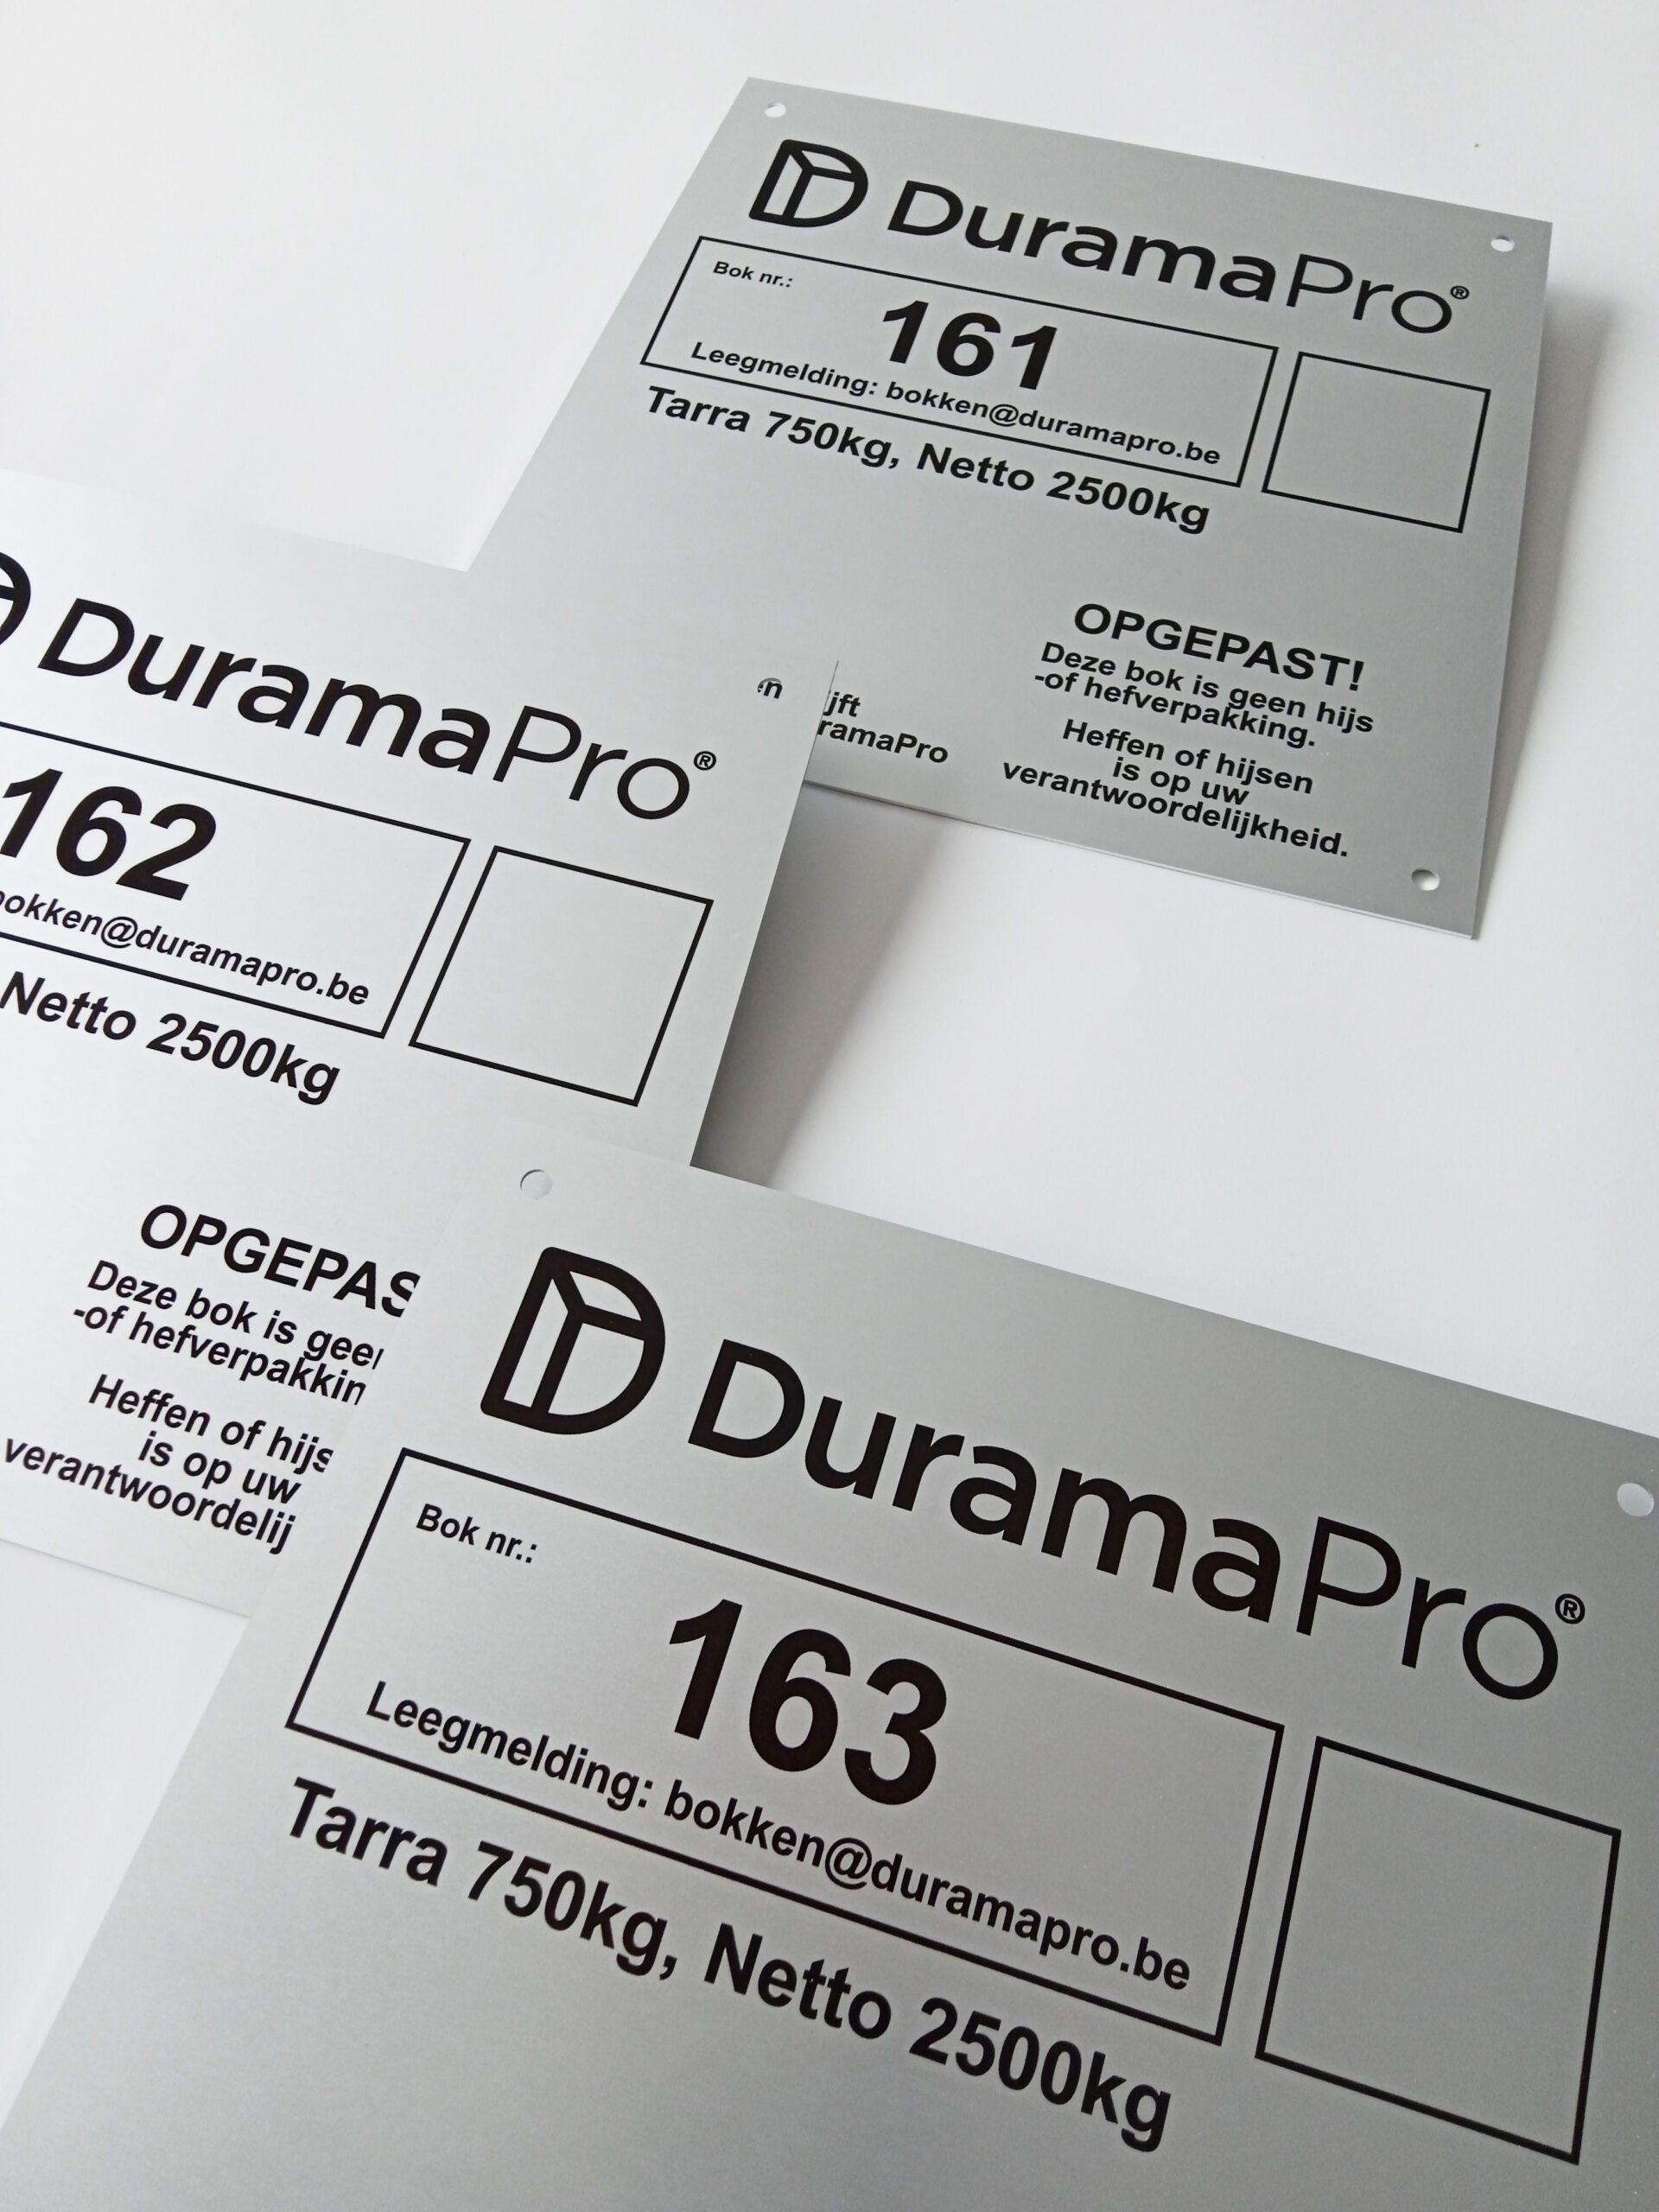 DuramaPro®
Bok nr.:
161
Leegmelding: bokken@duramapro.be
Tarra 750kg, Netto 2500kg
OPGEPAST!
Deze bok is geen hijs
-of hefverpakking.
Heffen of hijsen
is op uw
verantwoordelijkheid.
ijft
ramaPro
DuramaPro®
162
bokken@duramapro.be
Netto 2500kg
OPGEPAS
Deze bok is geen
-of hefverpakkin
Heffen of hijs
is op uw
verantwoordelij
DuramaPro®
Bok nr.:
163
Leegmelding: bokken@duramapro.be
Tarra 750kg, Netto 2500kg